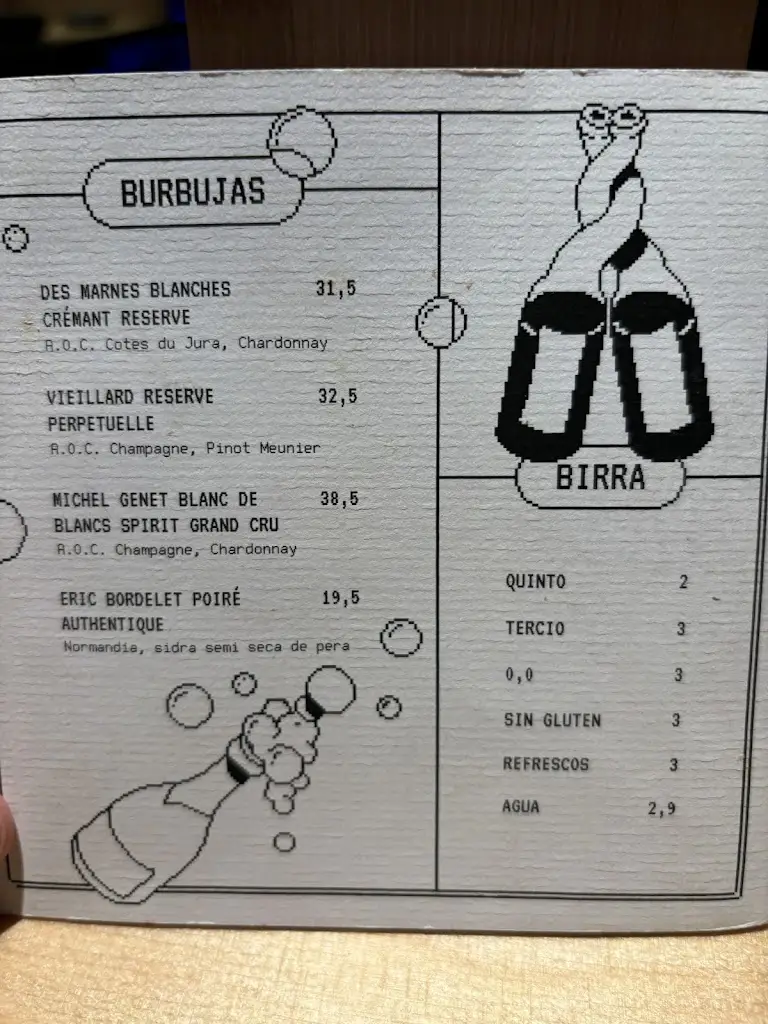 BURBUJAS
DES MARNES BLANCHES 31,5
CRÉMANT RESERVE
A.O.C. Cotes du Jura, Chardonnay
VIEILLARD RESERVE 32,5
PERPETUELLE
A.O.C. Champagne, Pinot Meunier
MICHEL GENET BLANC DE 38,5
BLANCS SPIRIT GRAND CRU
A.O.C. Champagne, Chardonnay
ERIC BORDELET POIRÉ 19,5
AUTHENTIQUE
Normandia, sidra semi seca de pera
BIRRA
QUINTO 2
TERCIO 3
0,0 3
SIN GLUTEN 3
REFRESCOS 3
AGUA 2,9